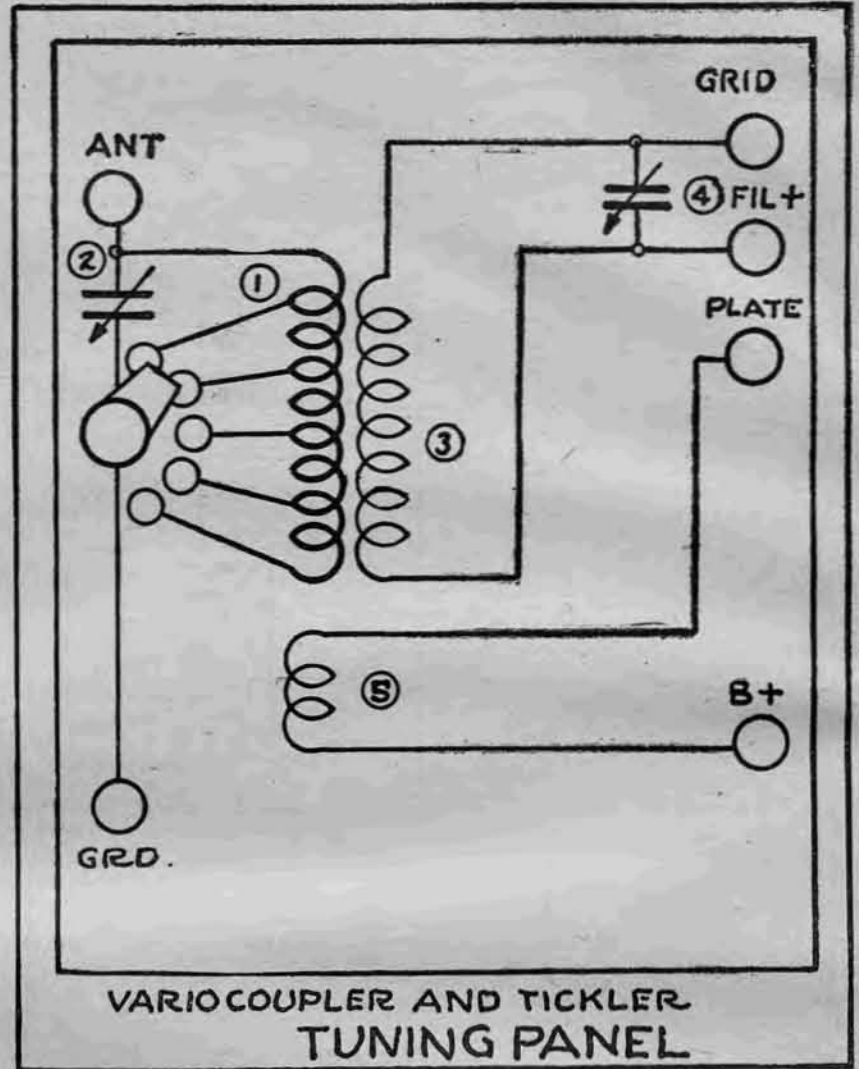 GRID
ANT
② ① ④ FIL+
PLATE
③
⑤ B+
GRD.
VARIOCOUPLER AND TICKLER
TUNING PANEL